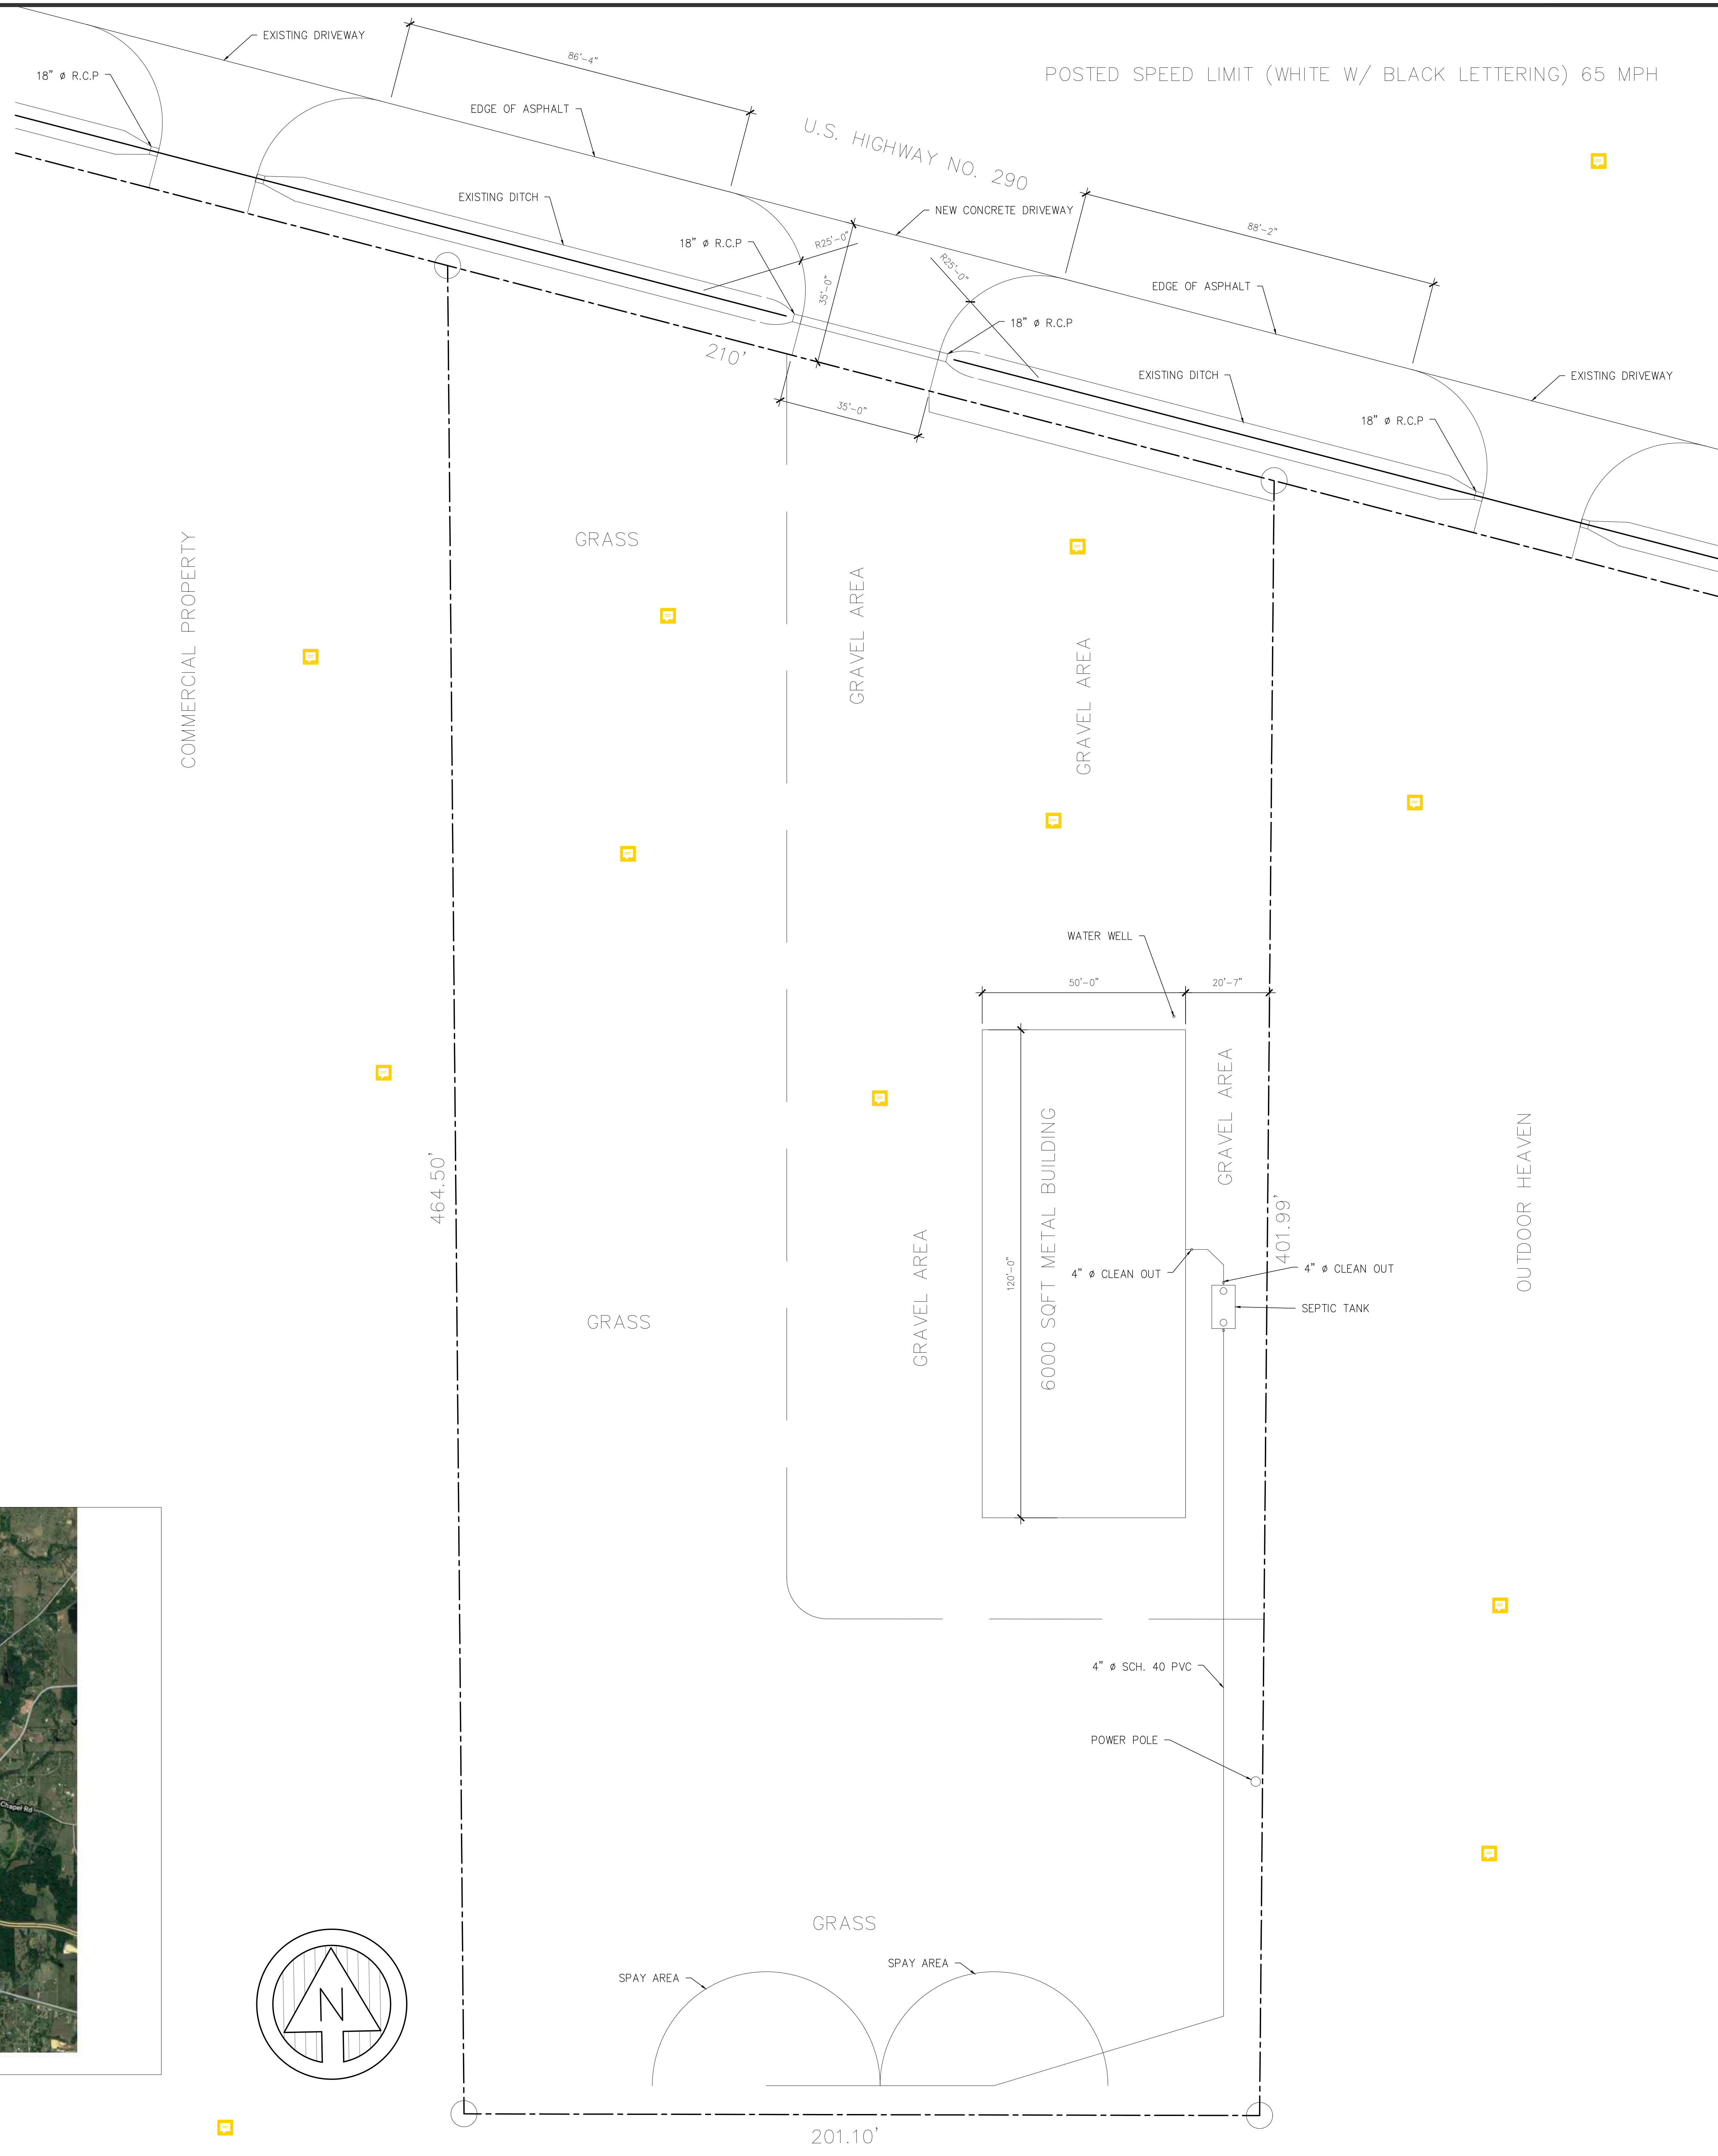 EXISTING DRIVEWAY
18" ø R.C.P
86'-4"
POSTED SPEED LIMIT (WHITE W/ BLACK LETTERING) 65 MPH
EDGE OF ASPHALT
U.S. HIGHWAY NO. 290
EXISTING DITCH
NEW CONCRETE DRIVEWAY
88'-2"
18" ø R.C.P
R25'-0"
R25'-0"
35'-0"
EDGE OF ASPHALT
18" ø R.C.P
210'
EXISTING DITCH
EXISTING DRIVEWAY
35'-0"
18" ø R.C.P
COMMERCIAL PROPERTY
GRASS
GRAVEL AREA
GRAVEL AREA
WATER WELL
50'-0"
20'-7"
GRAVEL AREA
6000 SQFT METAL BUILDING
OUTDOOR HEAVEN
464.50'
401.99'
GRAVEL AREA
120'-0"
4" ø CLEAN OUT
4" ø CLEAN OUT
SEPTIC TANK
GRASS
4" ø SCH. 40 PVC
POWER POLE
Chapel Rd
GRASS
SPAY AREA
SPAY AREA
N
201.10'